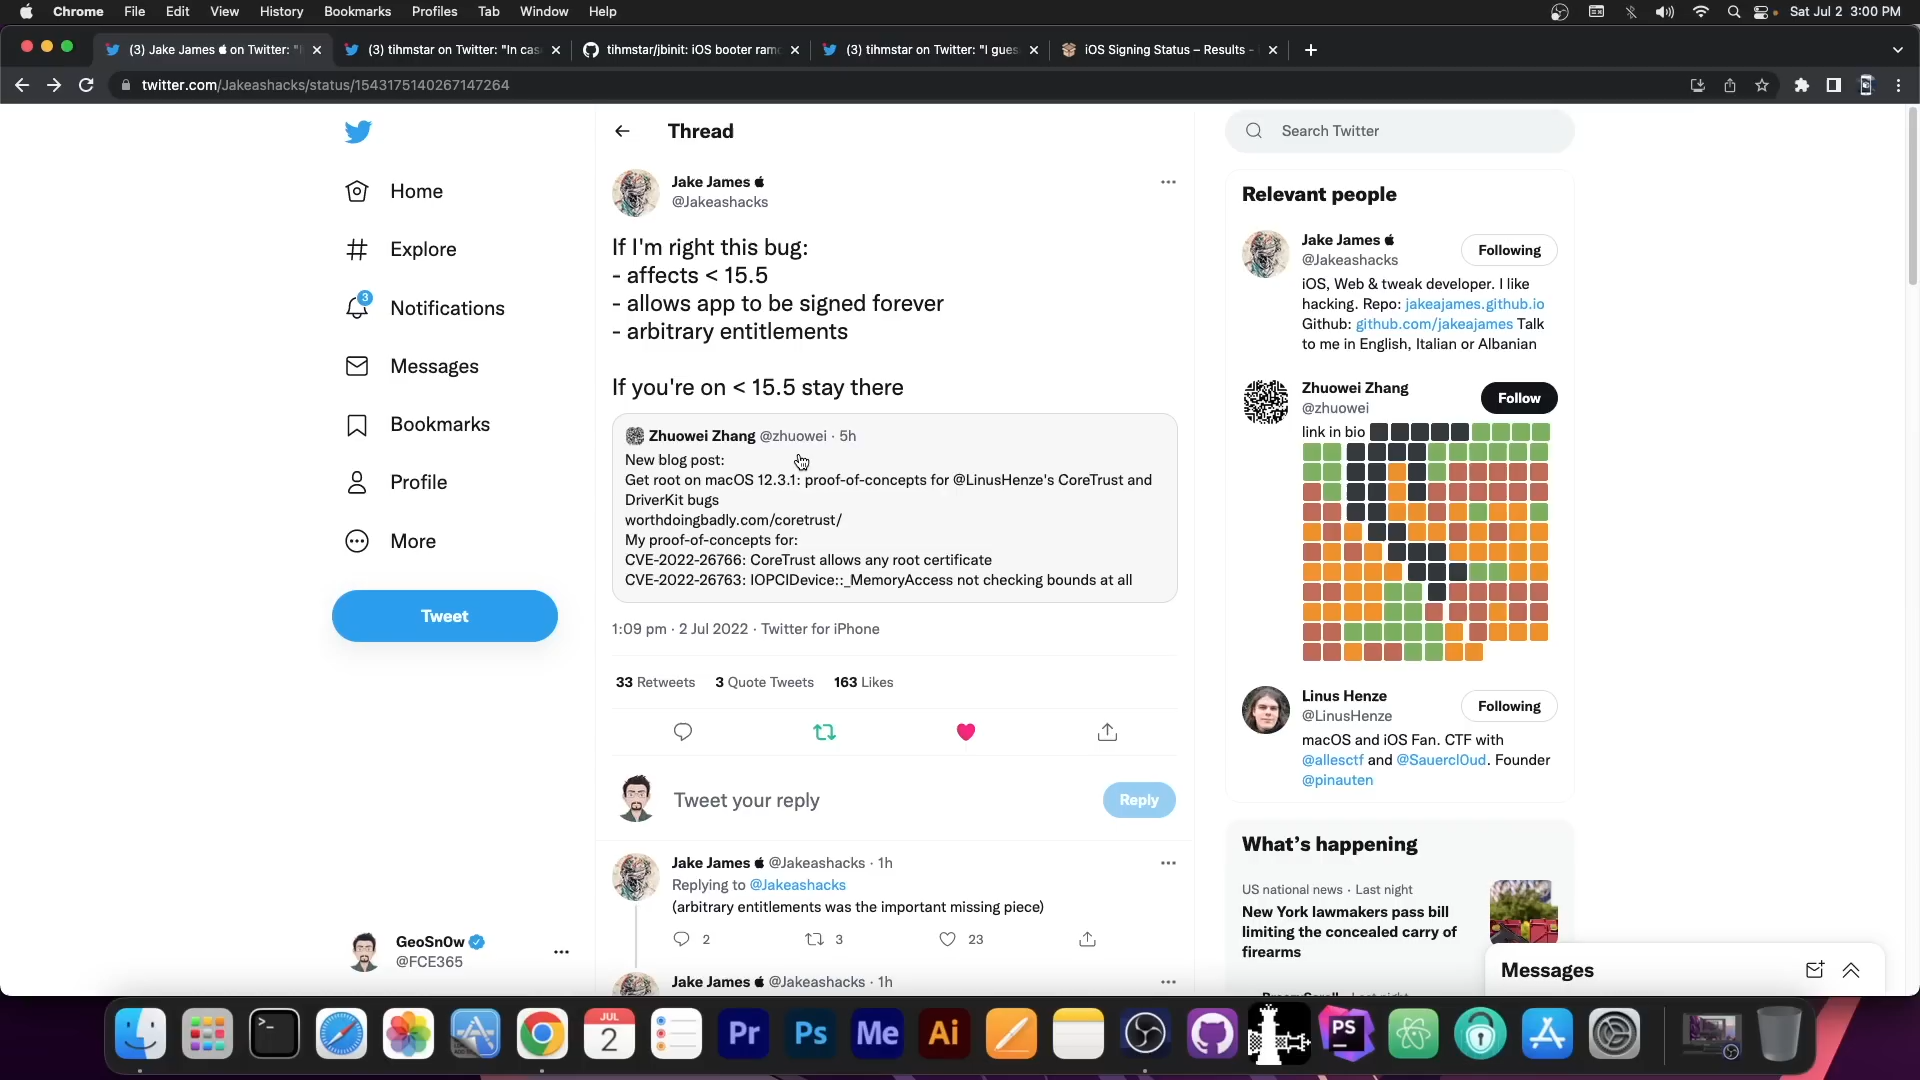 Chrome File Edit View History Bookmarks Profiles Tab Window Help
Sat Jul 2 3:00 PM
(3) Jake James on Twitter: "I
(3) tihmstar on Twitter: "In cas
tihmstar/jbinit: iOS booter ram
(3) tihmstar on Twitter: "I gues
iOS Signing Status – Results -
twitter.com/Jakeashacks/status/1543175140267147264
Home
Explore
3
Notifications
Messages
Bookmarks
Profile
More
Tweet
GeoSn0w
@FCE365
Thread
Jake James
@Jakeashacks
If I'm right this bug:
- affects < 15.5
- allows app to be signed forever
- arbitrary entitlements
If you're on < 15.5 stay there
Zhuowei Zhang @zhuowei · 5h
New blog post:
Get root on macOS 12.3.1: proof-of-concepts for @LinusHenze's CoreTrust and
DriverKit bugs
worthdoingbadly.com/coretrust/
My proof-of-concepts for:
CVE-2022-26766: CoreTrust allows any root certificate
CVE-2022-26763: IOPCIDevice::_MemoryAccess not checking bounds at all
1:09 pm · 2 Jul 2022 · Twitter for iPhone
33 Retweets 3 Quote Tweets 163 Likes
Tweet your reply
Reply
Jake James @Jakeashacks · 1h
Replying to @Jakeashacks
(arbitrary entitlements was the important missing piece)
2 3 23
Jake James @Jakeashacks · 1h
Search Twitter
Relevant people
Jake James
@Jakeashacks
Following
iOS, Web & tweak developer. I like
hacking. Repo: jakeajames.github.io
Github: github.com/jakeajames Talk
to me in English, Italian or Albanian
Zhuowei Zhang
@zhuowei
Follow
link in bio
Linus Henze
@LinusHenze
Following
macOS and iOS Fan. CTF with
@allesctf and @Sauercl0ud. Founder
@pinauten
What's happening
US national news · Last night
New York lawmakers pass bill
limiting the concealed carry of
firearms
Messages
JUL
2
Pr
Ps
Me
Ai
PS